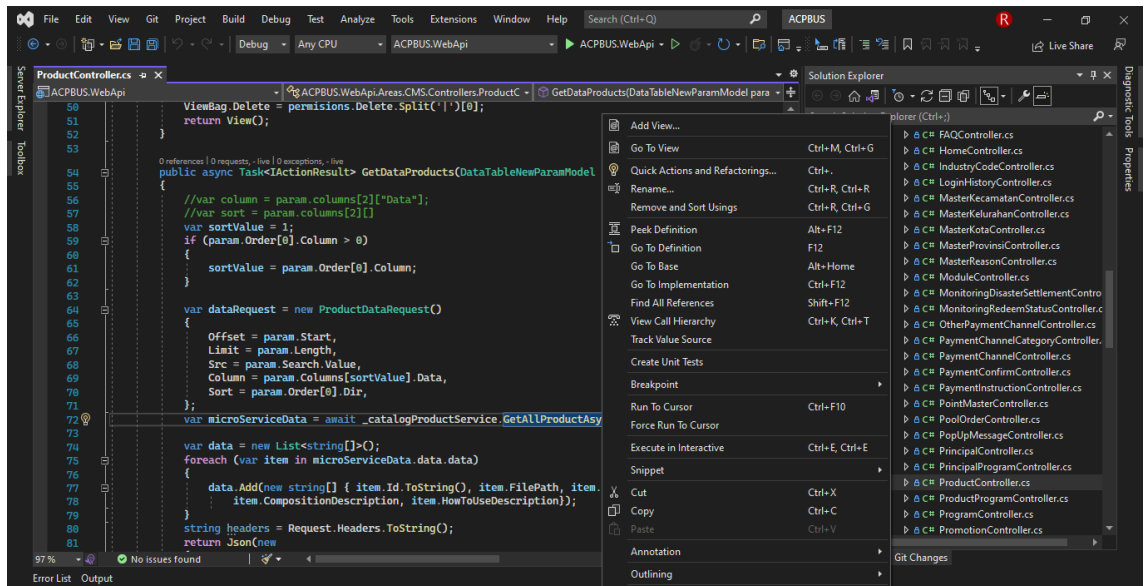 File Edit View Git Project Build Debug Test Analyze Tools Extensions Window Help Search (Ctrl+Q) ACPBUS R
Debug Any CPU ACPBUS.WebApi ACPBUS.WebApi Live Share
Server Explorer
Toolbox
ProductController.cs
ACPBUS.WebApi ACPBUS.WebApi.Areas.CMS.Controllers.ProductC GetDataProducts(DataTableNewParamModel para
50 ViewBag.Delete = permisions.Delete.Split('|')[0];
51 return View();
52 }
53
0 references | 0 requests, - live | 0 exceptions, - live
54 public async Task<IActionResult> GetDataProducts(DataTableNewParamModel
55 {
56 //var column = param.columns[2]["Data"];
57 //var sort = param.columns[2][]
58 var sortValue = 1;
59 if (param.Order[0].Column > 0)
60 {
61 sortValue = param.Order[0].Column;
62 }
63
64 var dataRequest = new ProductDataRequest()
65 {
66 Offset = param.Start,
67 Limit = param.Length,
68 Src = param.Search.Value,
69 Column = param.Columns[sortValue].Data,
70 Sort = param.Order[0].Dir,
71 };
72 var microServiceData = await _catalogProductService.GetAllProductAsy
73
74 var data = new List<string[]>();
75 foreach (var item in microServiceData.data.data)
76 {
77 data.Add(new string[] { item.Id.ToString(), item.FilePath, item.
78 item.CompositionDescription, item.HowToUseDescription});
79 }
80 string headers = Request.Headers.ToString();
81 return Json(new
97 % No issues found
Error List Output
Add View...
Go To View Ctrl+M, Ctrl+G
Quick Actions and Refactorings... Ctrl+.
Rename... Ctrl+R, Ctrl+R
Remove and Sort Usings Ctrl+R, Ctrl+G
Peek Definition Alt+F12
Go To Definition F12
Go To Base Alt+Home
Go To Implementation Ctrl+F12
Find All References Shift+F12
View Call Hierarchy Ctrl+K, Ctrl+T
Track Value Source
Create Unit Tests
Breakpoint
Run To Cursor Ctrl+F10
Force Run To Cursor
Execute in Interactive Ctrl+E, Ctrl+E
Snippet
Cut Ctrl+X
Copy Ctrl+C
Paste Ctrl+V
Annotation
Outlining
Solution Explorer
plorer (Ctrl+;)
C# FAQController.cs
C# HomeController.cs
C# IndustryCodeController.cs
C# LoginHistoryController.cs
C# MasterKecamatanController.cs
C# MasterKelurahanController.cs
C# MasterKotaController.cs
C# MasterProvinsiController.cs
C# MasterReasonController.cs
C# ModuleController.cs
C# MonitoringDisasterSettlementContro
C# MonitoringRedeemStatusController.c
C# OtherPaymentChannelController.cs
C# PaymentChannelCategoryController.
C# PaymentChannelController.cs
C# PaymentConfirmController.cs
C# PaymentInstructionController.cs
C# PointMasterController.cs
C# PoolOrderController.cs
C# PopUpMessageController.cs
C# PrincipalController.cs
C# PrincipalProgramController.cs
C# ProductController.cs
C# ProductProgramController.cs
C# ProgramController.cs
C# PromotionController.cs
Git Changes
Diagnostic Tools
Properties